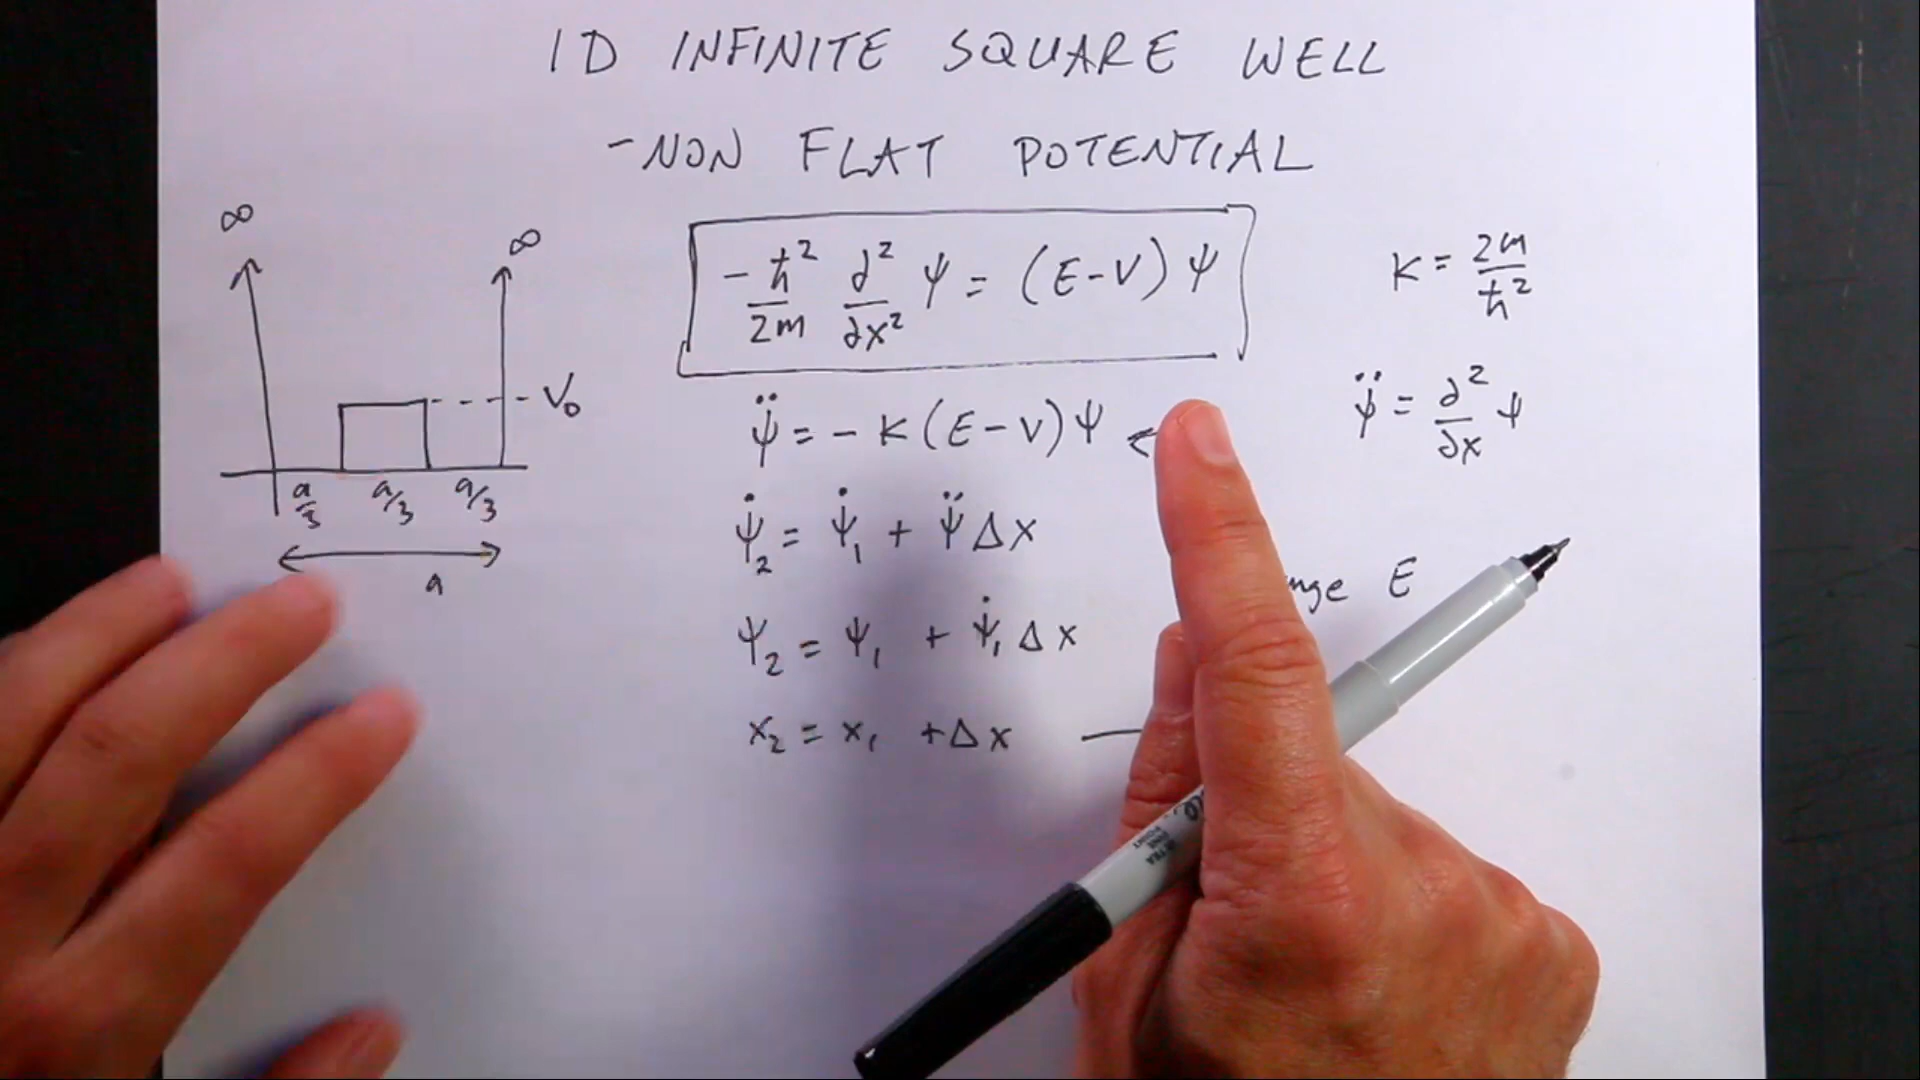 1D INFINITE SQUARE WELL
- NON FLAT POTENTIAL
∞
∞
V₀
a/3 a/3 a/3
a
-ħ²/2m ∂²/∂x² ψ = (E-V) ψ
ψ̈ = - K (E - V) ψ ←
ψ̇₂ = ψ̇₁ + ψ̈ Δx
ψ₂ = ψ₁ + ψ̇₁ Δx
x₂ = x₁ + Δx
K = 2m/ħ²
ψ̈ = ∂²/∂x ψ
E